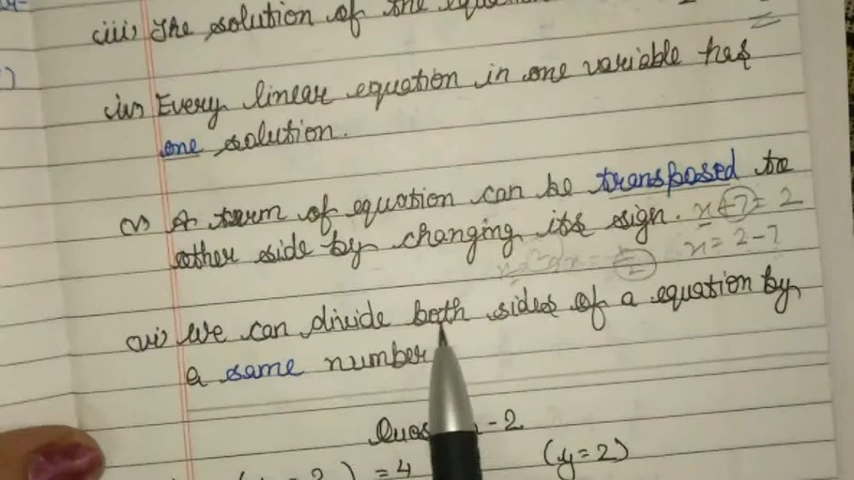 (iii) The solution of the
(iv) Every linear equation in one variable has
one solution.
(v) A term of equation can be transposed to
other side by changing its sign. x+7=2
x=2-7
(vi) We can divide both sides of a equation by
a same number
- 2
= 4 (y=2)